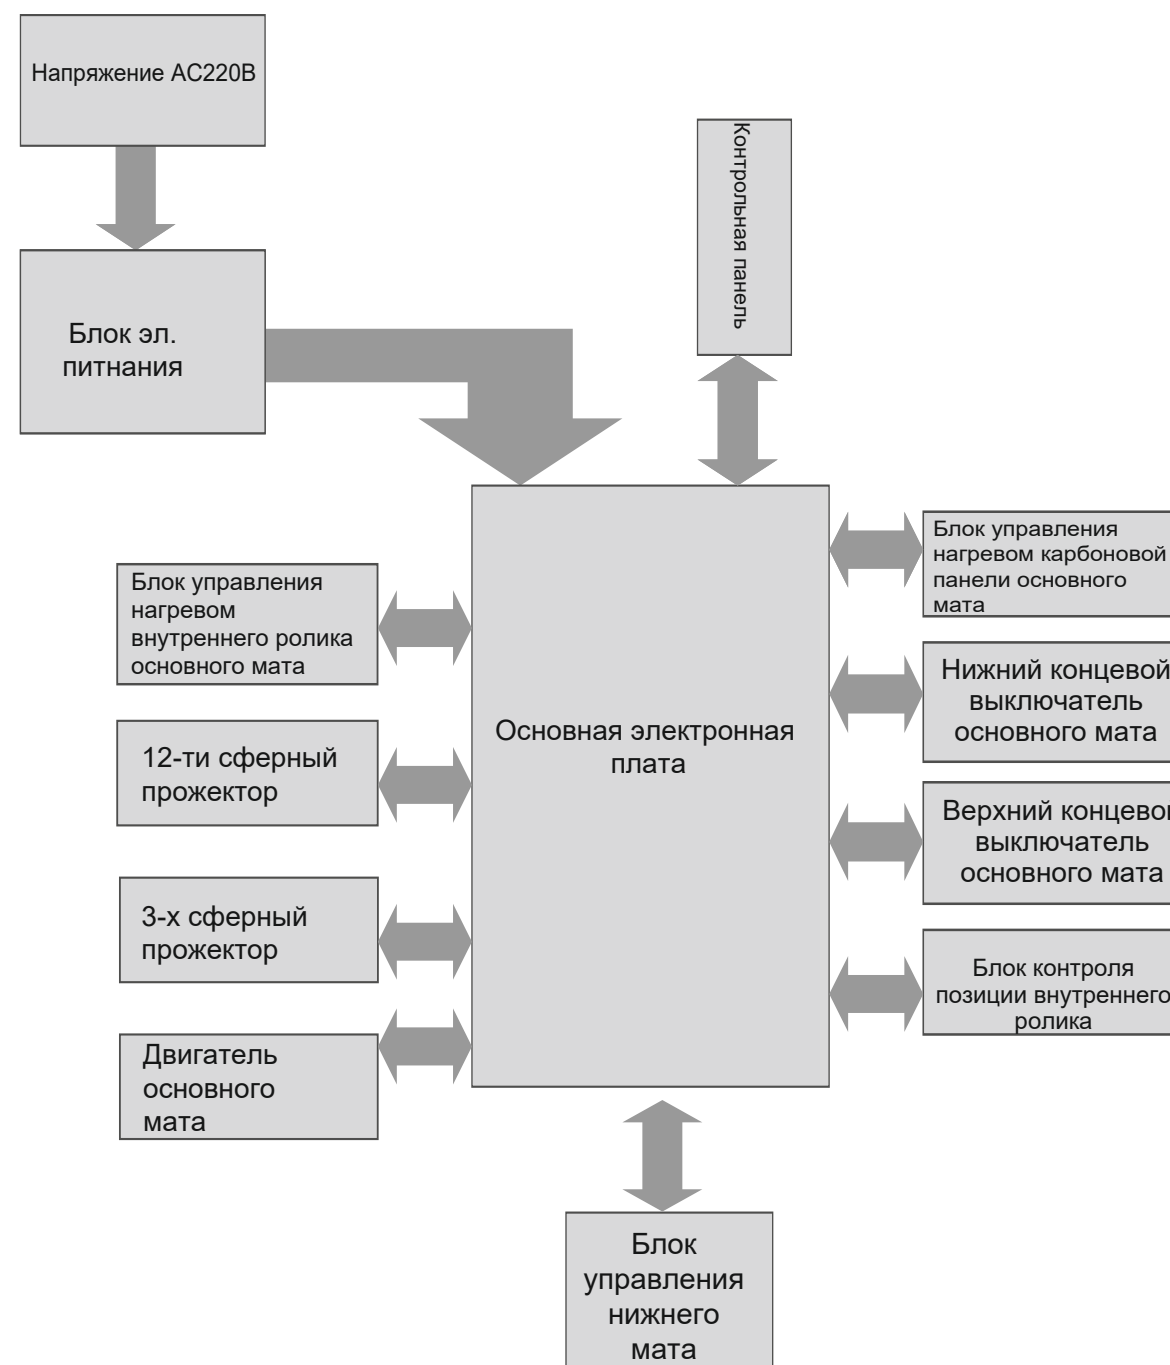 Напряжение АС220В
Контрольная панель
Блок эл.
питнания
Блок управления
нагревом карбоновой
панели основного
мата
Блок управления
нагревом
внутреннего ролика
основного мата
Нижний концевой
выключатель
основного мата
Основная электронная
плата
12-ти сферный
прожектор
Верхний концевой
выключатель
основного мата
3-х сферный
прожектор
Блок контроля
позиции внутреннего
ролика
Двигатель
основного
мата
Блок
управления
нижнего
мата